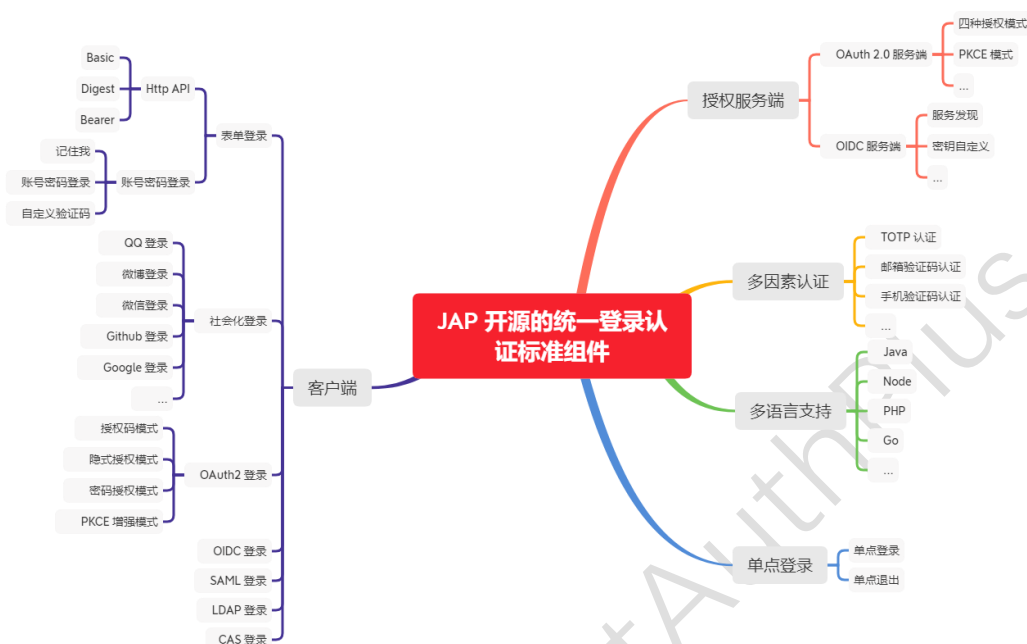 JAP 开源的统一登录认
证标准组件
客户端
表单登录
Http API
Basic
Digest
Bearer
账号密码登录
记住我
账号密码登录
自定义验证码
社会化登录
QQ 登录
微博登录
微信登录
Github 登录
Google 登录
...
OAuth2 登录
授权码模式
隐式授权模式
密码授权模式
PKCE 增强模式
OIDC 登录
SAML 登录
LDAP 登录
CAS 登录
授权服务端
OAuth 2.0 服务端
四种授权模式
PKCE 模式
...
OIDC 服务端
服务发现
密钥自定义
...
多因素认证
TOTP 认证
邮箱验证码认证
手机验证码认证
...
多语言支持
Java
Node
PHP
Go
...
单点登录
单点登录
单点退出
tAuthPlus